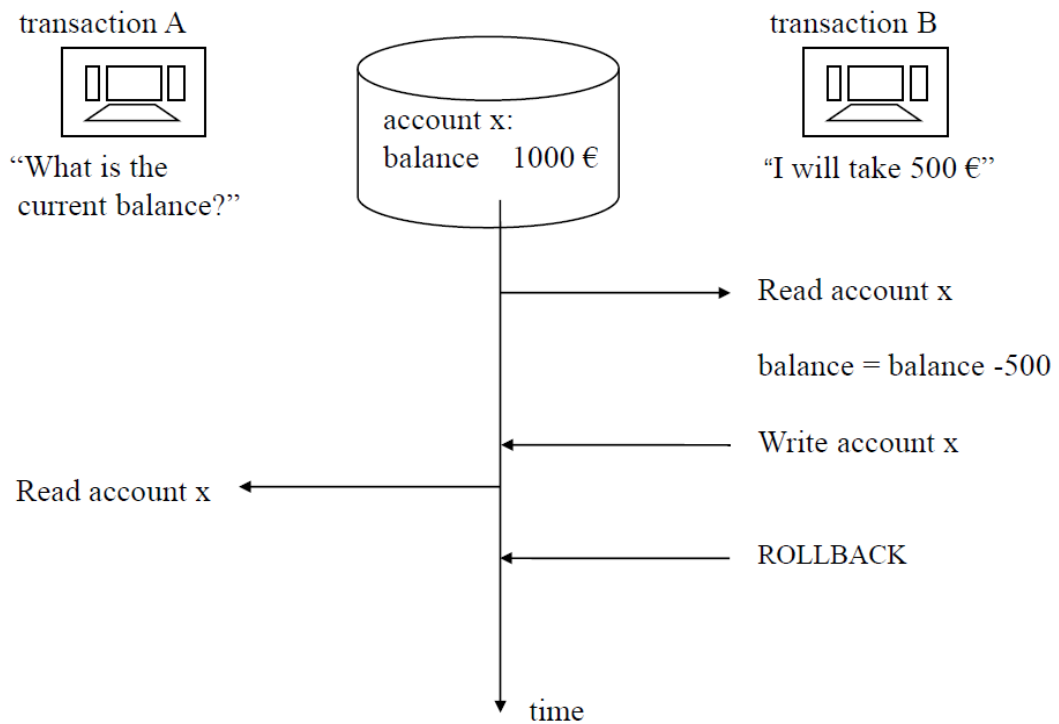 transaction A
transaction B
account x:
balance 1000 €
“What is the
current balance?”
“I will take 500 €”
Read account x
balance = balance -500
Write account x
Read account x
ROLLBACK
time